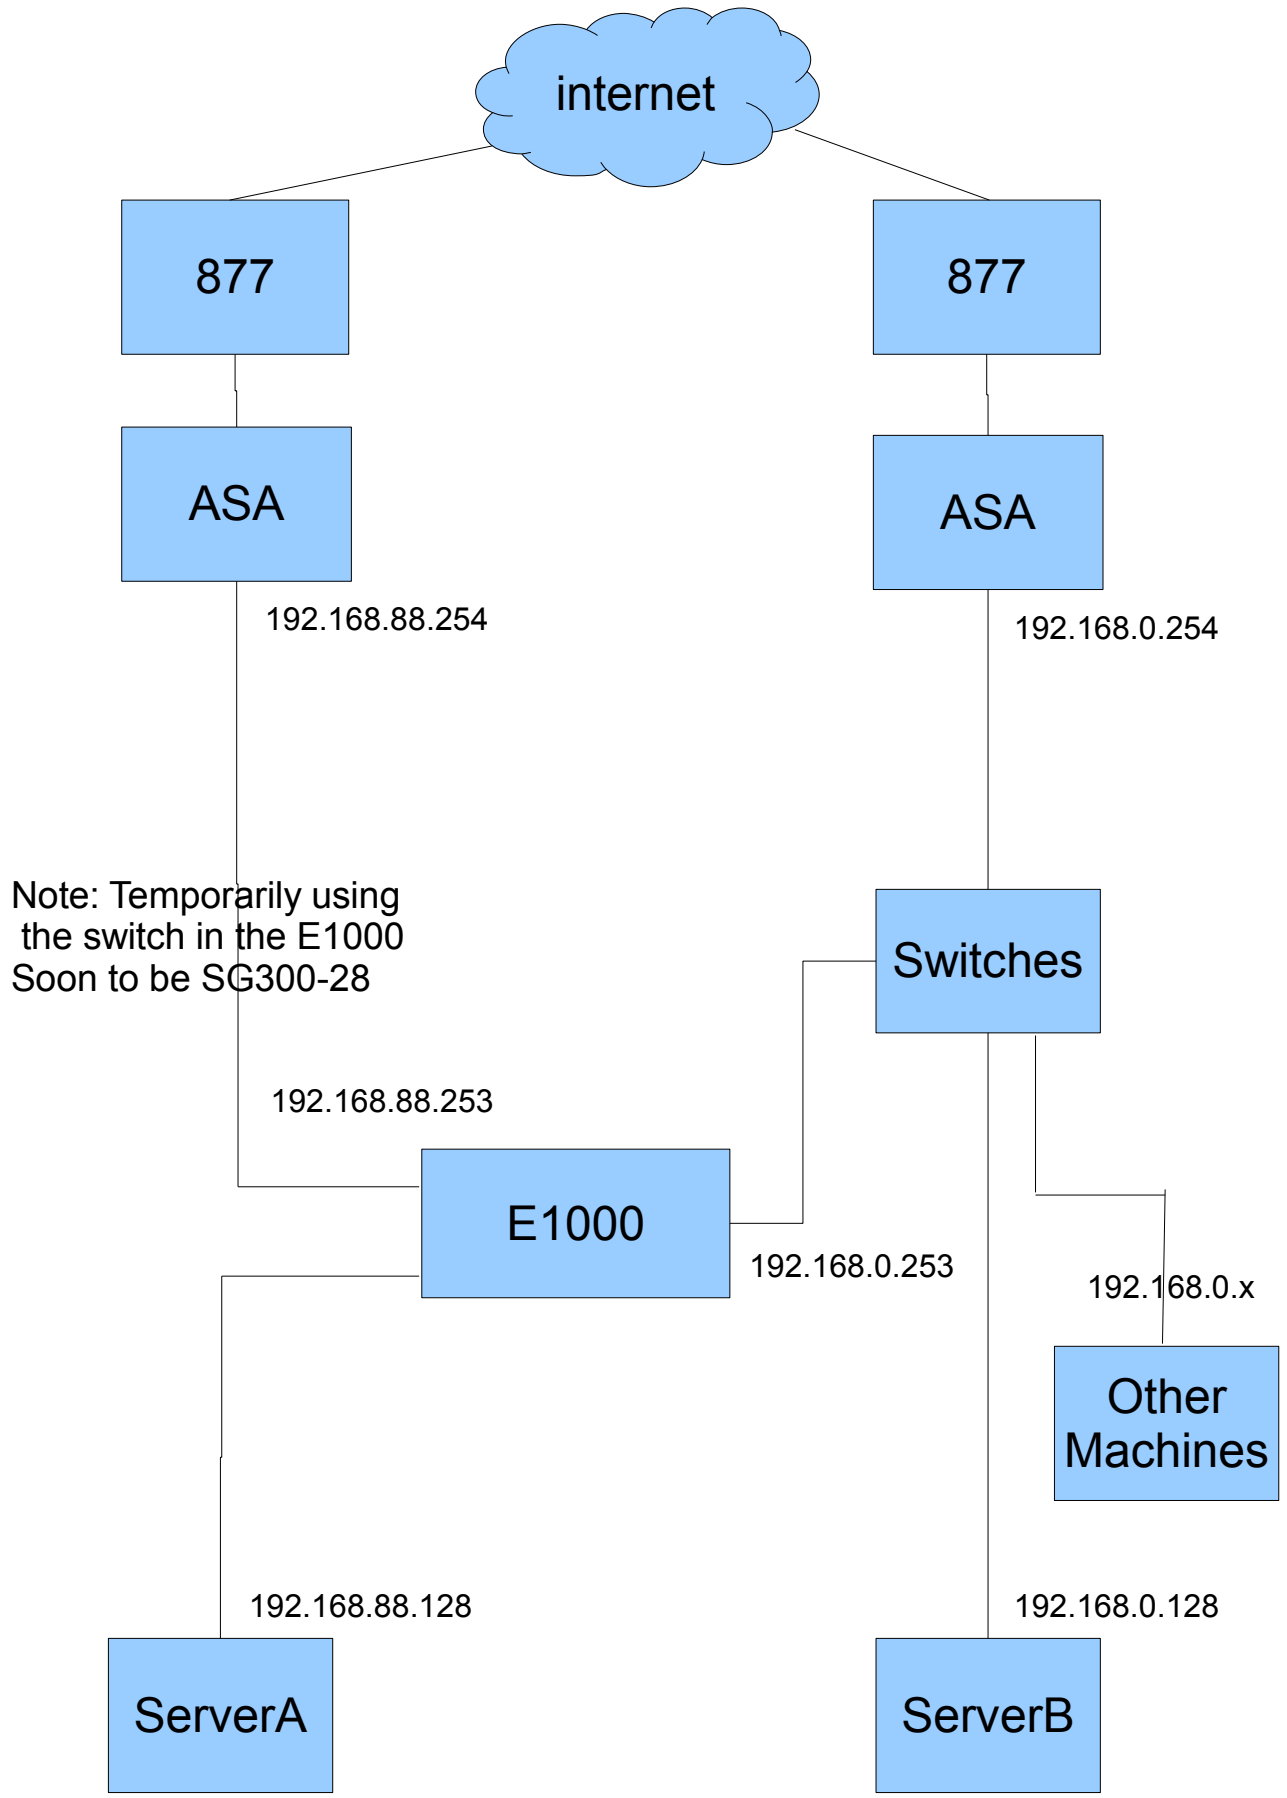 internet
877
877
ASA
ASA
192.168.88.254
192.168.0.254
Note: Temporarily using
the switch in the E1000
Soon to be SG300-28
Switches
192.168.88.253
E1000
192.168.0.253
192.168.0.x
Other
Machines
192.168.88.128
192.168.0.128
ServerA
ServerB